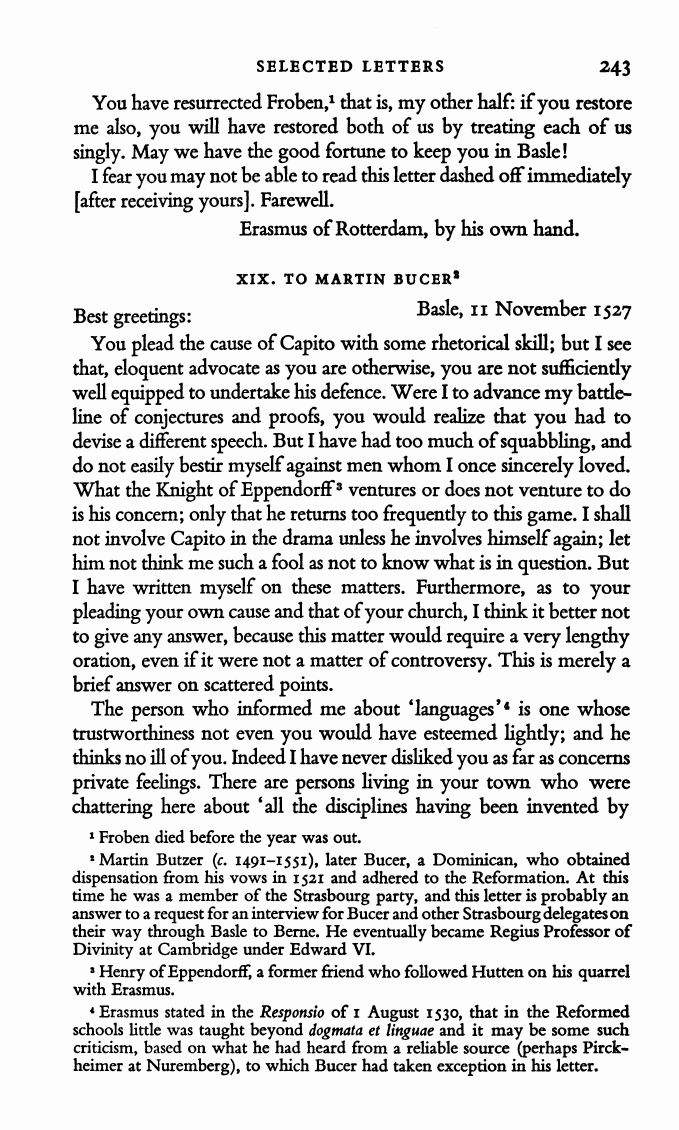 SELECTED LETTERS 243
You have resurrected Froben,¹ that is, my other half: if you restore
me also, you will have restored both of us by treating each of us
singly. May we have the good fortune to keep you in Basle!
I fear you may not be able to read this letter dashed off immediately
[after receiving yours]. Farewell.
Erasmus of Rotterdam, by his own hand.
XIX. TO MARTIN BUCER²
Best greetings: Basle, 11 November 1527
You plead the cause of Capito with some rhetorical skill; but I see
that, eloquent advocate as you are otherwise, you are not sufficiently
well equipped to undertake his defence. Were I to advance my battle-
line of conjectures and proofs, you would realize that you had to
devise a different speech. But I have had too much of squabbling, and
do not easily bestir myself against men whom I once sincerely loved.
What the Knight of Eppendorff³ ventures or does not venture to do
is his concern; only that he returns too frequently to this game. I shall
not involve Capito in the drama unless he involves himself again; let
him not think me such a fool as not to know what is in question. But
I have written myself on these matters. Furthermore, as to your
pleading your own cause and that of your church, I think it better not
to give any answer, because this matter would require a very lengthy
oration, even if it were not a matter of controversy. This is merely a
brief answer on scattered points.
The person who informed me about ‘languages’⁴ is one whose
trustworthiness not even you would have esteemed lightly; and he
thinks no ill of you. Indeed I have never disliked you as far as concerns
private feelings. There are persons living in your town who were
chattering here about ‘all the disciplines having been invented by
¹ Froben died before the year was out.
² Martin Butzer (c. 1491–1551), later Bucer, a Dominican, who obtained
dispensation from his vows in 1521 and adhered to the Reformation. At this
time he was a member of the Strasbourg party, and this letter is probably an
answer to a request for an interview for Bucer and other Strasbourg delegates on
their way through Basle to Berne. He eventually became Regius Professor of
Divinity at Cambridge under Edward VI.
³ Henry of Eppendorff, a former friend who followed Hutten on his quarrel
with Erasmus.
⁴ Erasmus stated in the Responsio of 1 August 1530, that in the Reformed
schools little was taught beyond dogmata et linguae and it may be some such
criticism, based on what he had heard from a reliable source (perhaps Pirck-
heimer at Nuremberg), to which Bucer had taken exception in his letter.